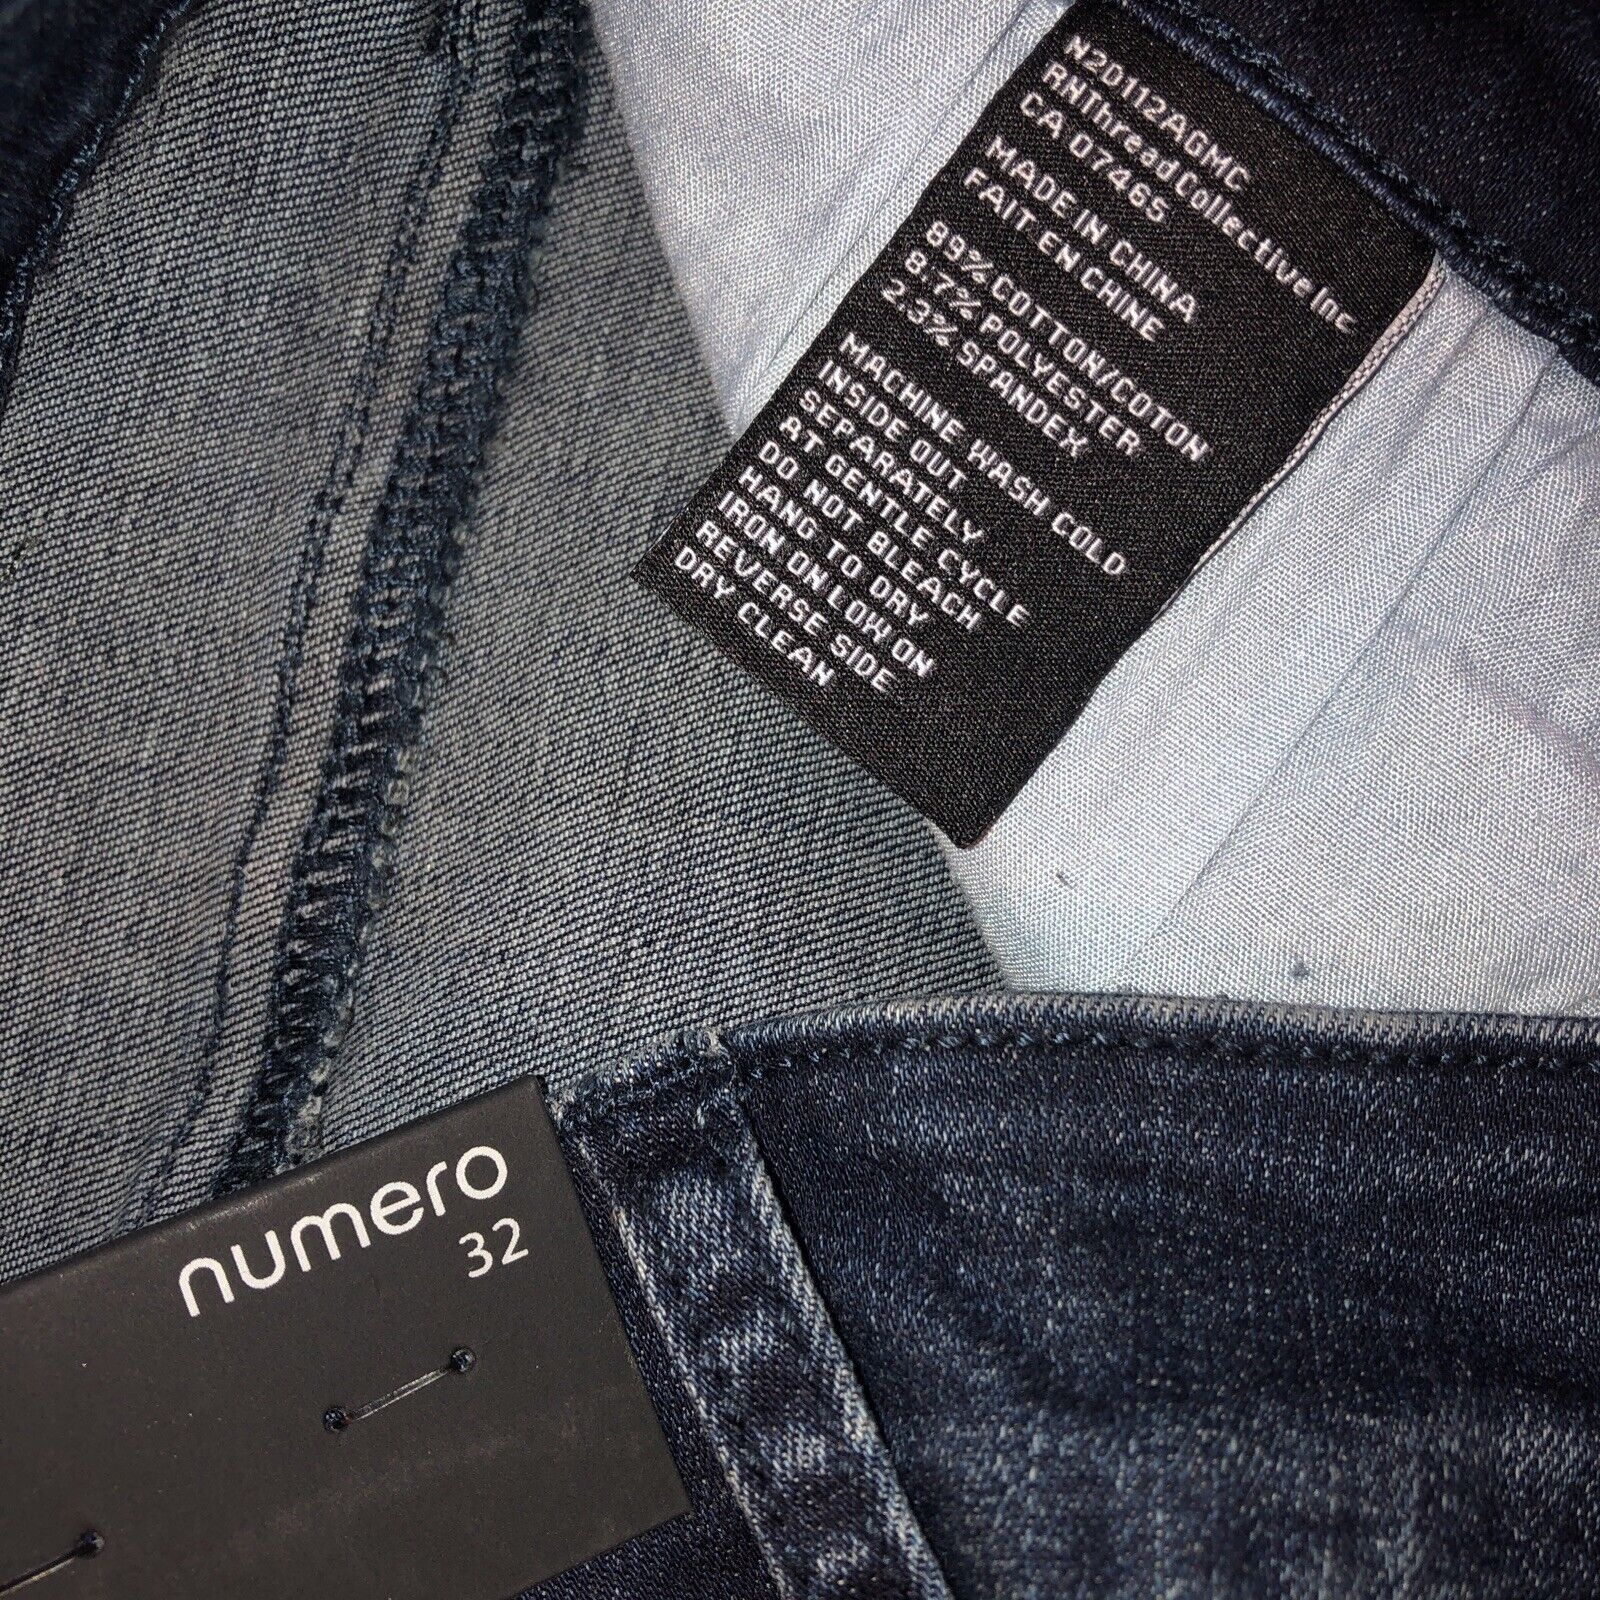 N2D112AGMC
RNThreadCollectiveInc
CA 07465
MADE IN CHINA
FAIT EN CHINE
89% COTTON/COTON
8.7% POLYESTER
2.3% SPANDEX
MACHINE WASH COLD
INSIDE OUT
SEPARATELY
AT GENTLE CYCLE
DO NOT BLEACH
HANG TO DRY
IRON ON LOW ON
REVERSE SIDE
DRY CLEAN
numero
32